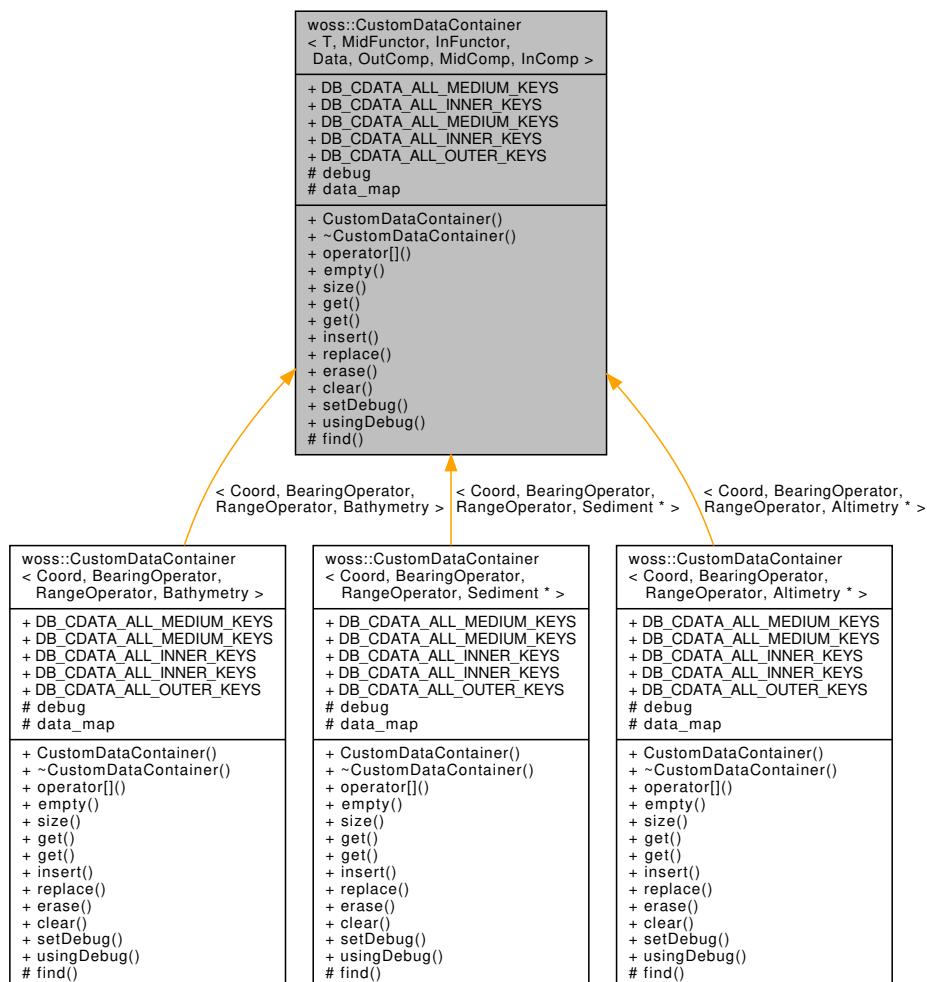 woss::CustomDataContainer
< T, MidFunctor, InFunctor,
Data, OutComp, MidComp, InComp >
+ DB_CDATA_ALL_MEDIUM_KEYS
+ DB_CDATA_ALL_INNER_KEYS
+ DB_CDATA_ALL_MEDIUM_KEYS
+ DB_CDATA_ALL_INNER_KEYS
+ DB_CDATA_ALL_OUTER_KEYS
# debug
# data_map
+ CustomDataContainer()
+ ~CustomDataContainer()
+ operator[]()
+ empty()
+ size()
+ get()
+ get()
+ insert()
+ replace()
+ erase()
+ clear()
+ setDebug()
+ usingDebug()
# find()
< Coord, BearingOperator,
RangeOperator, Bathymetry >
< Coord, BearingOperator,
RangeOperator, Sediment * >
< Coord, BearingOperator,
RangeOperator, Altimetry * >
woss::CustomDataContainer
< Coord, BearingOperator,
RangeOperator, Bathymetry >
+ DB_CDATA_ALL_MEDIUM_KEYS
+ DB_CDATA_ALL_MEDIUM_KEYS
+ DB_CDATA_ALL_INNER_KEYS
+ DB_CDATA_ALL_INNER_KEYS
+ DB_CDATA_ALL_OUTER_KEYS
# debug
# data_map
+ CustomDataContainer()
+ ~CustomDataContainer()
+ operator[]()
+ empty()
+ size()
+ get()
+ get()
+ insert()
+ replace()
+ erase()
+ clear()
+ setDebug()
+ usingDebug()
# find()
woss::CustomDataContainer
< Coord, BearingOperator,
RangeOperator, Sediment * >
+ DB_CDATA_ALL_MEDIUM_KEYS
+ DB_CDATA_ALL_MEDIUM_KEYS
+ DB_CDATA_ALL_INNER_KEYS
+ DB_CDATA_ALL_INNER_KEYS
+ DB_CDATA_ALL_OUTER_KEYS
# debug
# data_map
+ CustomDataContainer()
+ ~CustomDataContainer()
+ operator[]()
+ empty()
+ size()
+ get()
+ get()
+ insert()
+ replace()
+ erase()
+ clear()
+ setDebug()
+ usingDebug()
# find()
woss::CustomDataContainer
< Coord, BearingOperator,
RangeOperator, Altimetry * >
+ DB_CDATA_ALL_MEDIUM_KEYS
+ DB_CDATA_ALL_MEDIUM_KEYS
+ DB_CDATA_ALL_INNER_KEYS
+ DB_CDATA_ALL_INNER_KEYS
+ DB_CDATA_ALL_OUTER_KEYS
# debug
# data_map
+ CustomDataContainer()
+ ~CustomDataContainer()
+ operator[]()
+ empty()
+ size()
+ get()
+ get()
+ insert()
+ replace()
+ erase()
+ clear()
+ setDebug()
+ usingDebug()
# find()